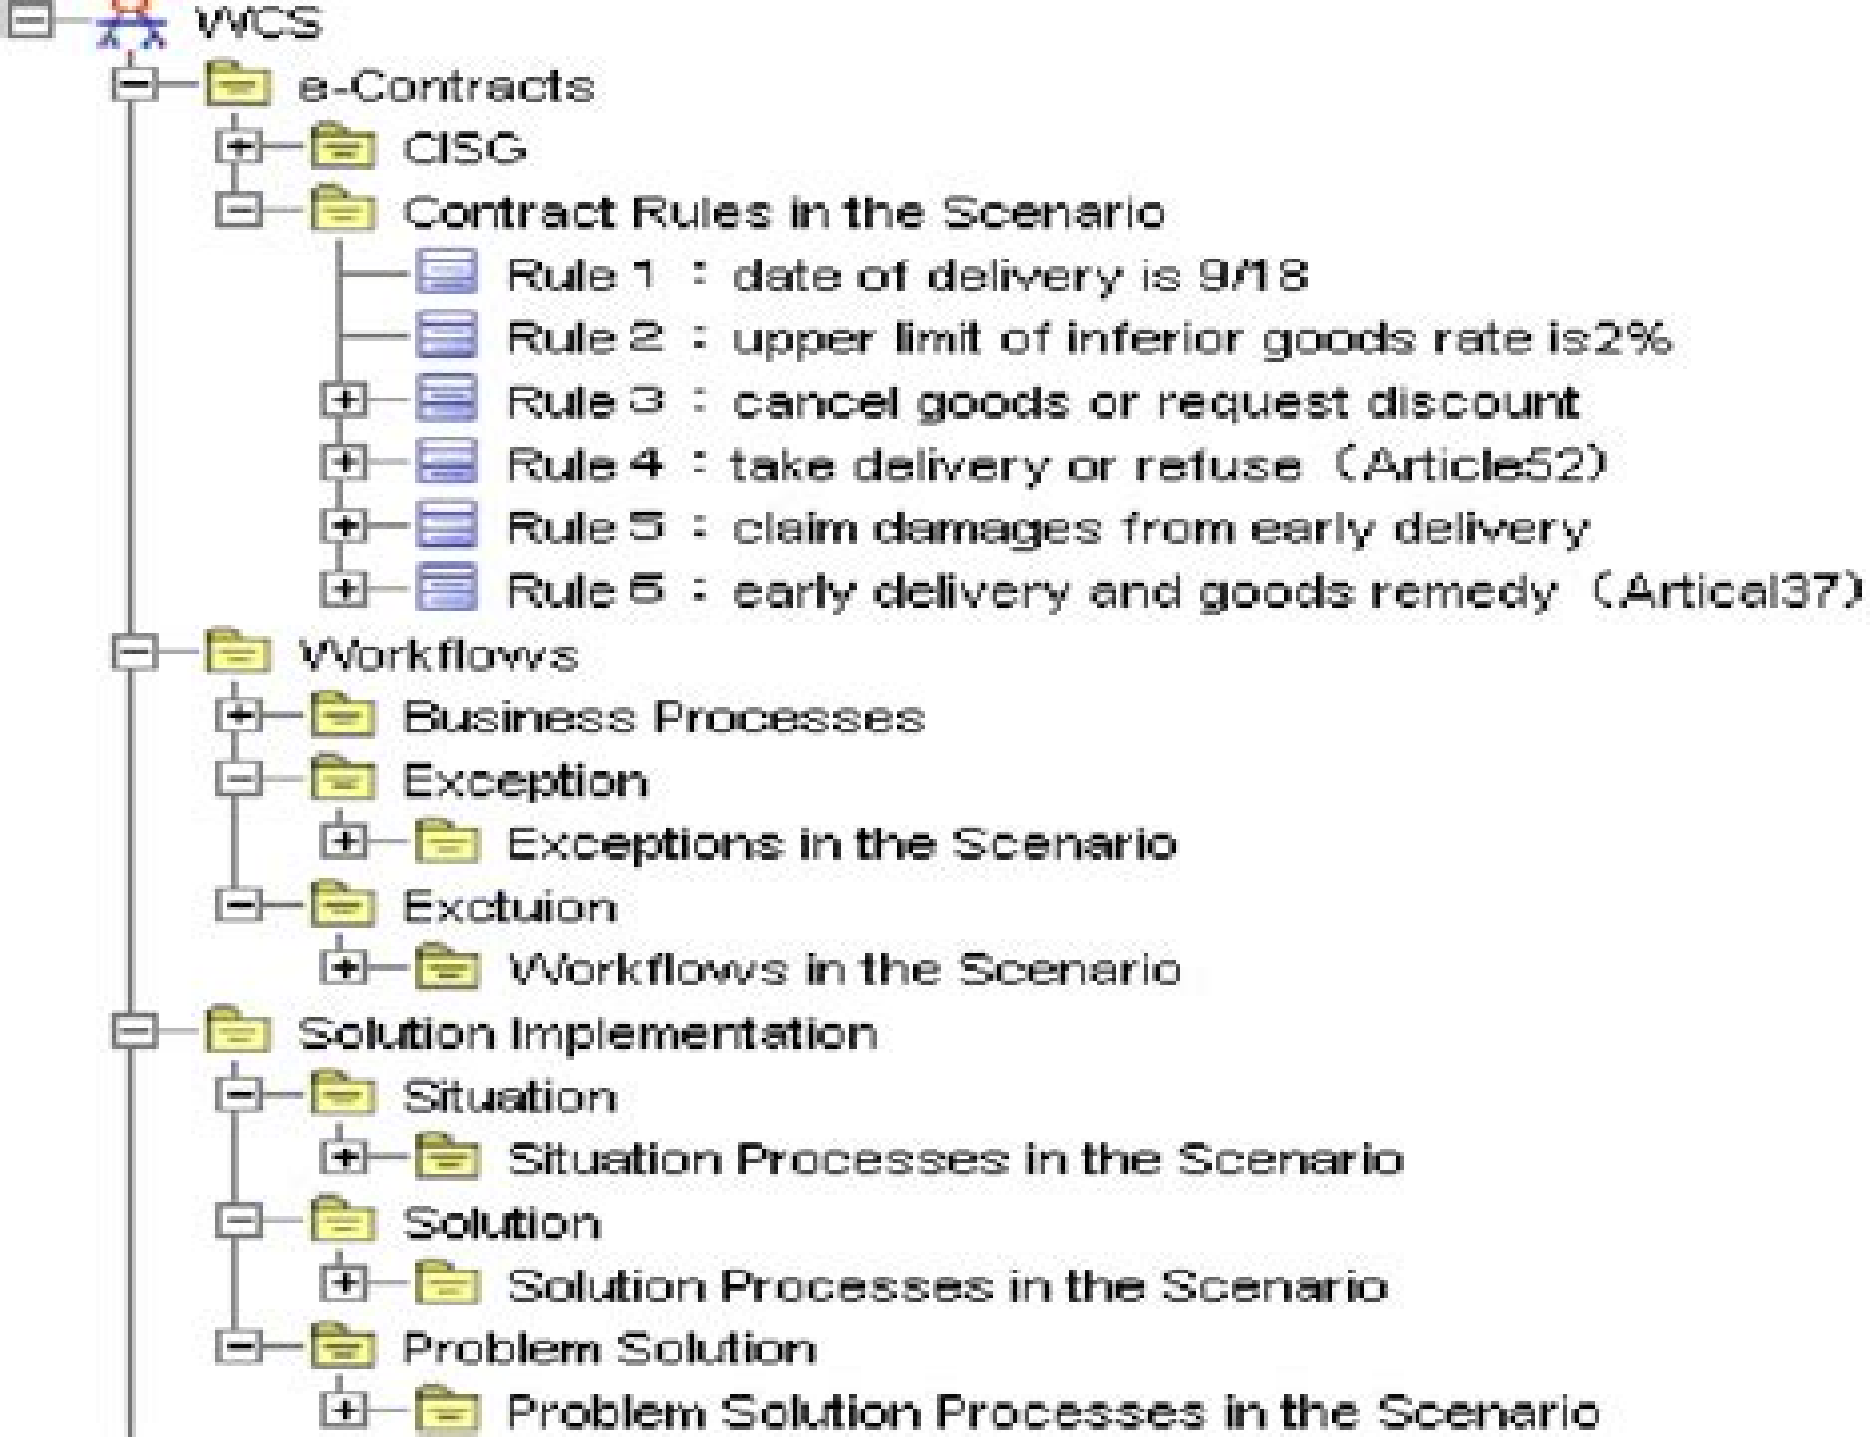 WCS
e-Contracts
CISG
Contract Rules in the Scenario
Rule 1 : date of delivery is 9/18
Rule 2 : upper limit of inferior goods rate is2%
Rule 3 : cancel goods or request discount
Rule 4 : take delivery or refuse (Article52)
Rule 5 : claim damages from early delivery
Rule 6 : early delivery and goods remedy (Artical37)
Workflows
Business Processes
Exception
Exceptions in the Scenario
Exctuion
Workflows in the Scenario
Solution Implementation
Situation
Situation Processes in the Scenario
Solution
Solution Processes in the Scenario
Problem Solution
Problem Solution Processes in the Scenario